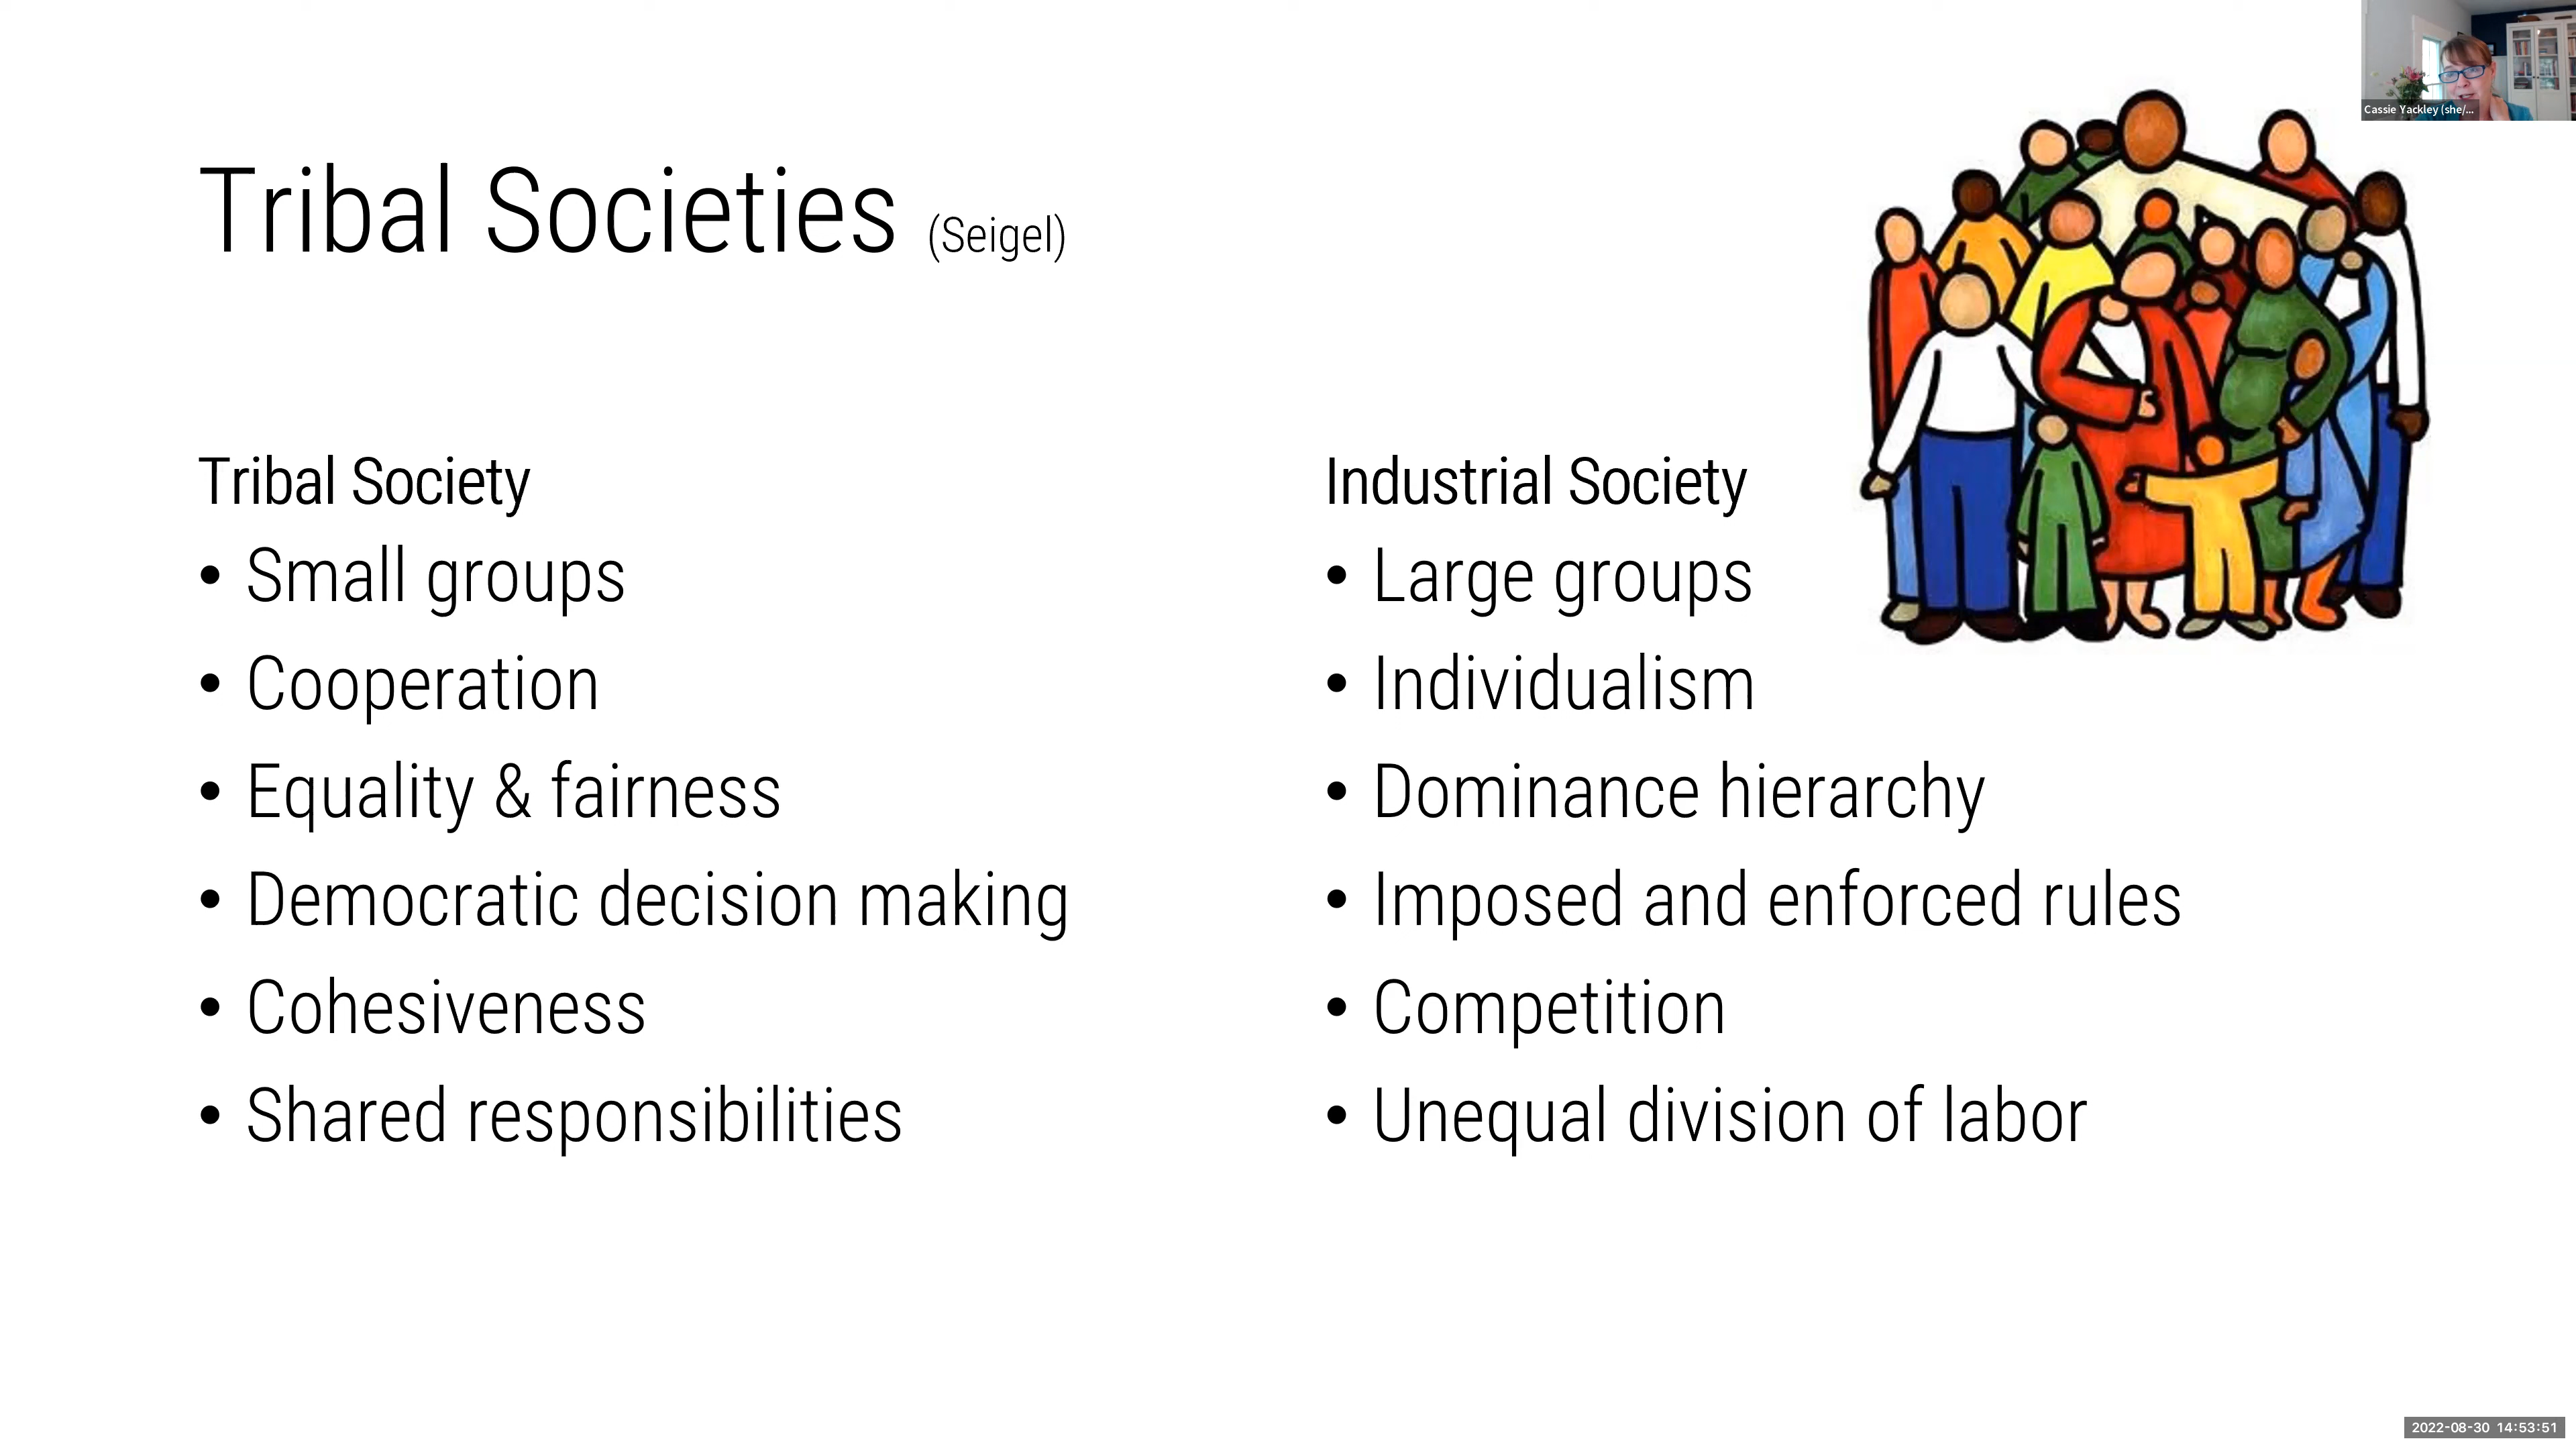 Cassie Yackley (she/...
Tribal Societies (Seigel)
Tribal Society
• Small groups
• Cooperation
• Equality & fairness
• Democratic decision making
• Cohesiveness
• Shared responsibilities
Industrial Society
• Large groups
• Individualism
• Dominance hierarchy
• Imposed and enforced rules
• Competition
• Unequal division of labor
2022-08-30 14:53:51